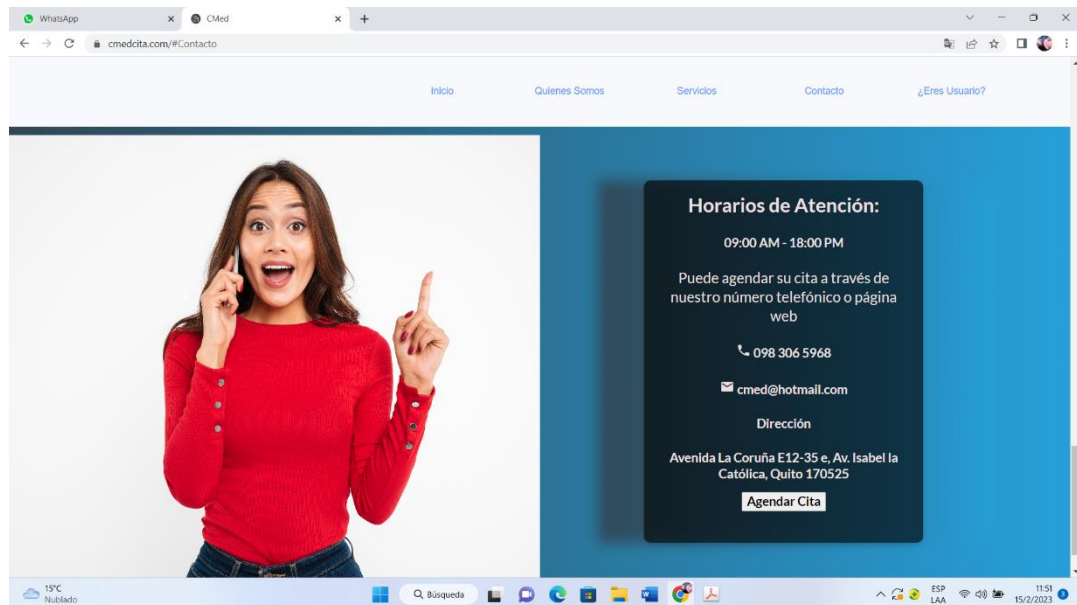 WhatsApp
CMed
cmedcita.com/#Contacto
Inicio
Quienes Somos
Servicios
Contacto
¿Eres Usuario?
Horarios de Atención:
09:00 AM - 18:00 PM
Puede agendar su cita a través de
nuestro número telefónico o página
web
098 306 5968
cmed@hotmail.com
Dirección
Avenida La Coruña E12-35 e, Av. Isabel la
Católica, Quito 170525
Agendar Cita
15°C
Nublado
Búsqueda
ESP
LAA
11:51
15/2/2023